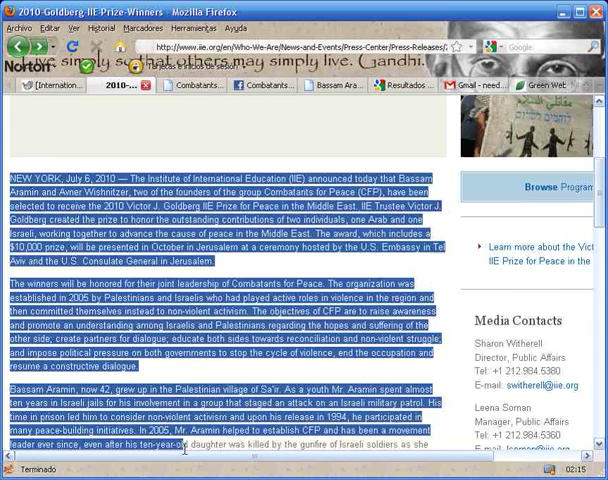 2010-Goldberg-IIE-Prize-Winners - Mozilla Firefox
Archivo Editar Ver Historial Marcadores Herramientas Ayuda
http://www.iie.org/en/Who-We-Are/News-and-Events/Press-Center/Press-Releases/2
Google
Live simply so that others may simply live. Gandhi.
Norton Tarjetas e inicios de sesión
[Internation... 2010-... Combatants... Combatants... Bassam Ara... Resultados ... Gmail - need... Green Web
NEW YORK, July 6, 2010 — The Institute of International Education (IIE) announced today that Bassam
Aramin and Avner Wishnitzer, two of the founders of the group Combatants for Peace (CFP), have been
selected to receive the 2010 Victor J. Goldberg IIE Prize for Peace in the Middle East. IIE Trustee Victor J.
Goldberg created the prize to honor the outstanding contributions of two individuals, one Arab and one
Israeli, working together to advance the cause of peace in the Middle East. The award, which includes a
$10,000 prize, will be presented in October in Jerusalem at a ceremony hosted by the U.S. Embassy in Tel
Aviv and the U.S. Consulate General in Jerusalem.
The winners will be honored for their joint leadership of Combatants for Peace. The organization was
established in 2005 by Palestinians and Israelis who had played active roles in violence in the region and
then committed themselves instead to non-violent activism. The objectives of CFP are to raise awareness
and promote an understanding among Israelis and Palestinians regarding the hopes and suffering of the
other side; create partners for dialogue; educate both sides towards reconciliation and non-violent struggle;
and impose political pressure on both governments to stop the cycle of violence, end the occupation and
resume a constructive dialogue.
Bassam Aramin, now 42, grew up in the Palestinian village of Sa'ir. As a youth Mr. Aramin spent almost
ten years in Israeli jails for his involvement in a group that staged an attack on an Israeli military patrol. His
time in prison led him to consider non-violent activism and upon his release in 1994, he participated in
many peace-building initiatives. In 2005, Mr. Aramin helped to establish CFP and has been a movement
leader ever since, even after his ten-year-old daughter was killed by the gunfire of Israeli soldiers as she
Browse Program
Learn more about the Vict
IIE Prize for Peace in the
Media Contacts
Sharon Witherell
Director, Public Affairs
Tel: +1 212.984.5380
E-mail: switherell@iie.org
Leena Soman
Manager, Public Affairs
Tel: +1 212.984.5360
E-mail: lsoman@iie.org
Terminado
02:15